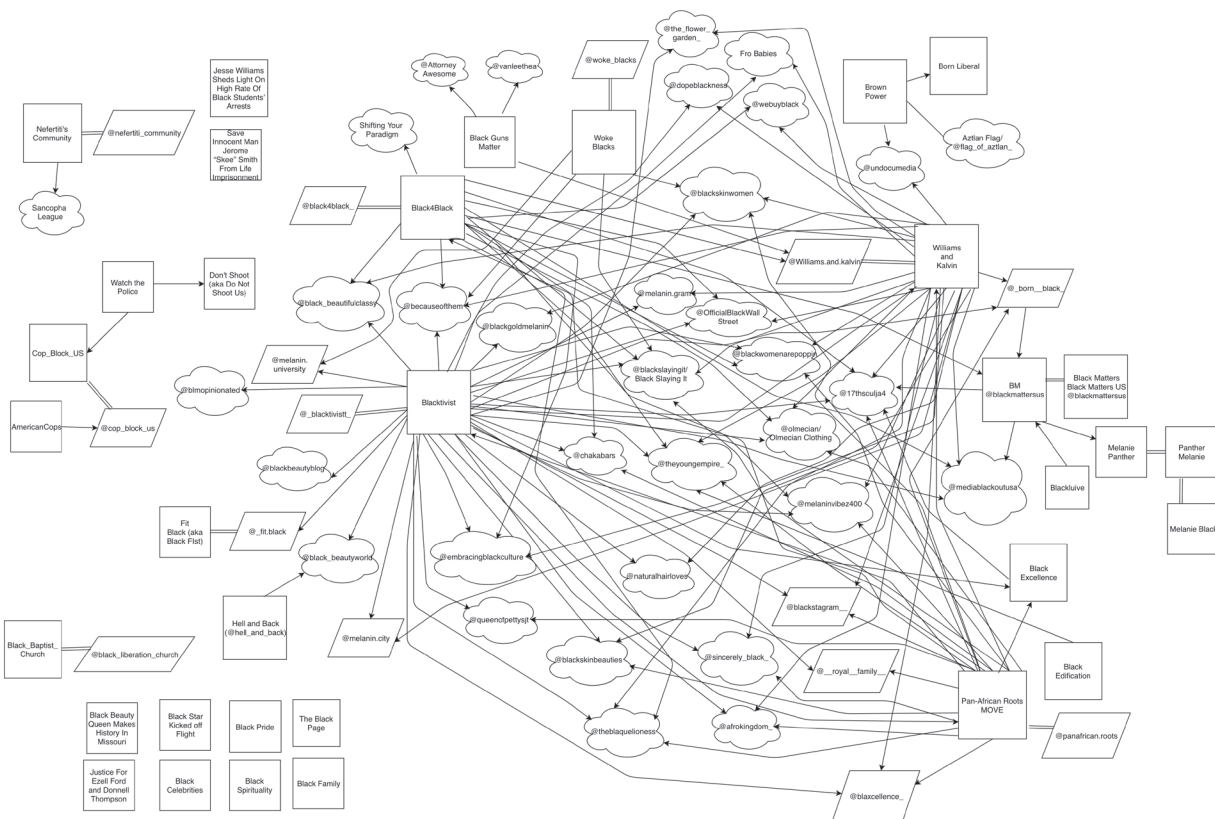 @the_flower_
garden_
Fro Babies
@woke_blacks
@Attorney
Awesome
@vanleethea
Born Liberal
Jesse Williams
Sheds Light On
High Rate Of
Black Students'
Arrests
@dopeblackness
@webuyblack
Brown
Power
Nefertiti's
Community
@nefertiti_community
Shifting Your
Paradigm
Black Guns
Matter
Woke
Blacks
Aztlan Flag/
@flag_of_aztlan_
Save
Innocent Man
Jerome
"Skee" Smith
From Life
Imprisonment
@undocumedia
Sancopha
League
@black4black_
Black4Black
@blackskinwomen
Wiliams
and
Kalvin
@Williams.and.kalvin
Watch the
Police
Don't Shoot
(aka Do Not
Shoot Us)
@black_beautifulclassy
@becauseofthem
@melanin.gram
@_born__black_
@OfficialBlackWall
Street
@blackgoldmelanin
Cop_Block_US
@melanin.
university
@blackwomenarepoppin
@blackslayingit/
Black Slaying It
@blmopinionated
Blacktivist
@17thsculja4
BM
@blackmattersus
Black Matters
Black Matters US
@blackmattersus
AmericanCops
@cop_block_us
@_blacktivistt_
@olmecian/
Olmecian Clothing
@blackbeautyblog
@chakabars
@theyoungempire_
@mediablackoutusa
Blackluive
Melanie
Panther
Panther
Melanie
@melaninvibez400
Fit
Black (aka
Black FIst)
@_fit.black
Melanie Black
@black_beautyworld
@embracingblackculture
@naturalhairloves
Black
Excellence
@blackstagram__
Hell and Back
(@hell_and_back)
@queencfpettysjt
@melanin.city
Black_Baptist_
Church
@black_liberation_church
@blackskinbeauties
@sincerely_black_
@__royal__family__
Black
Edification
Pan-African Roots
MOVE
@panafrican.roots
Black Beauty
Queen Makes
History In
Missouri
Black Star
Kicked off
Flight
Black Pride
The Black
Page
@theblaquelioness
@afrokingdom_
Justice For
Ezell Ford
and Donnell
Thompson
Black
Celebrities
Black
Spirituality
Black Family
@blaxcellence_